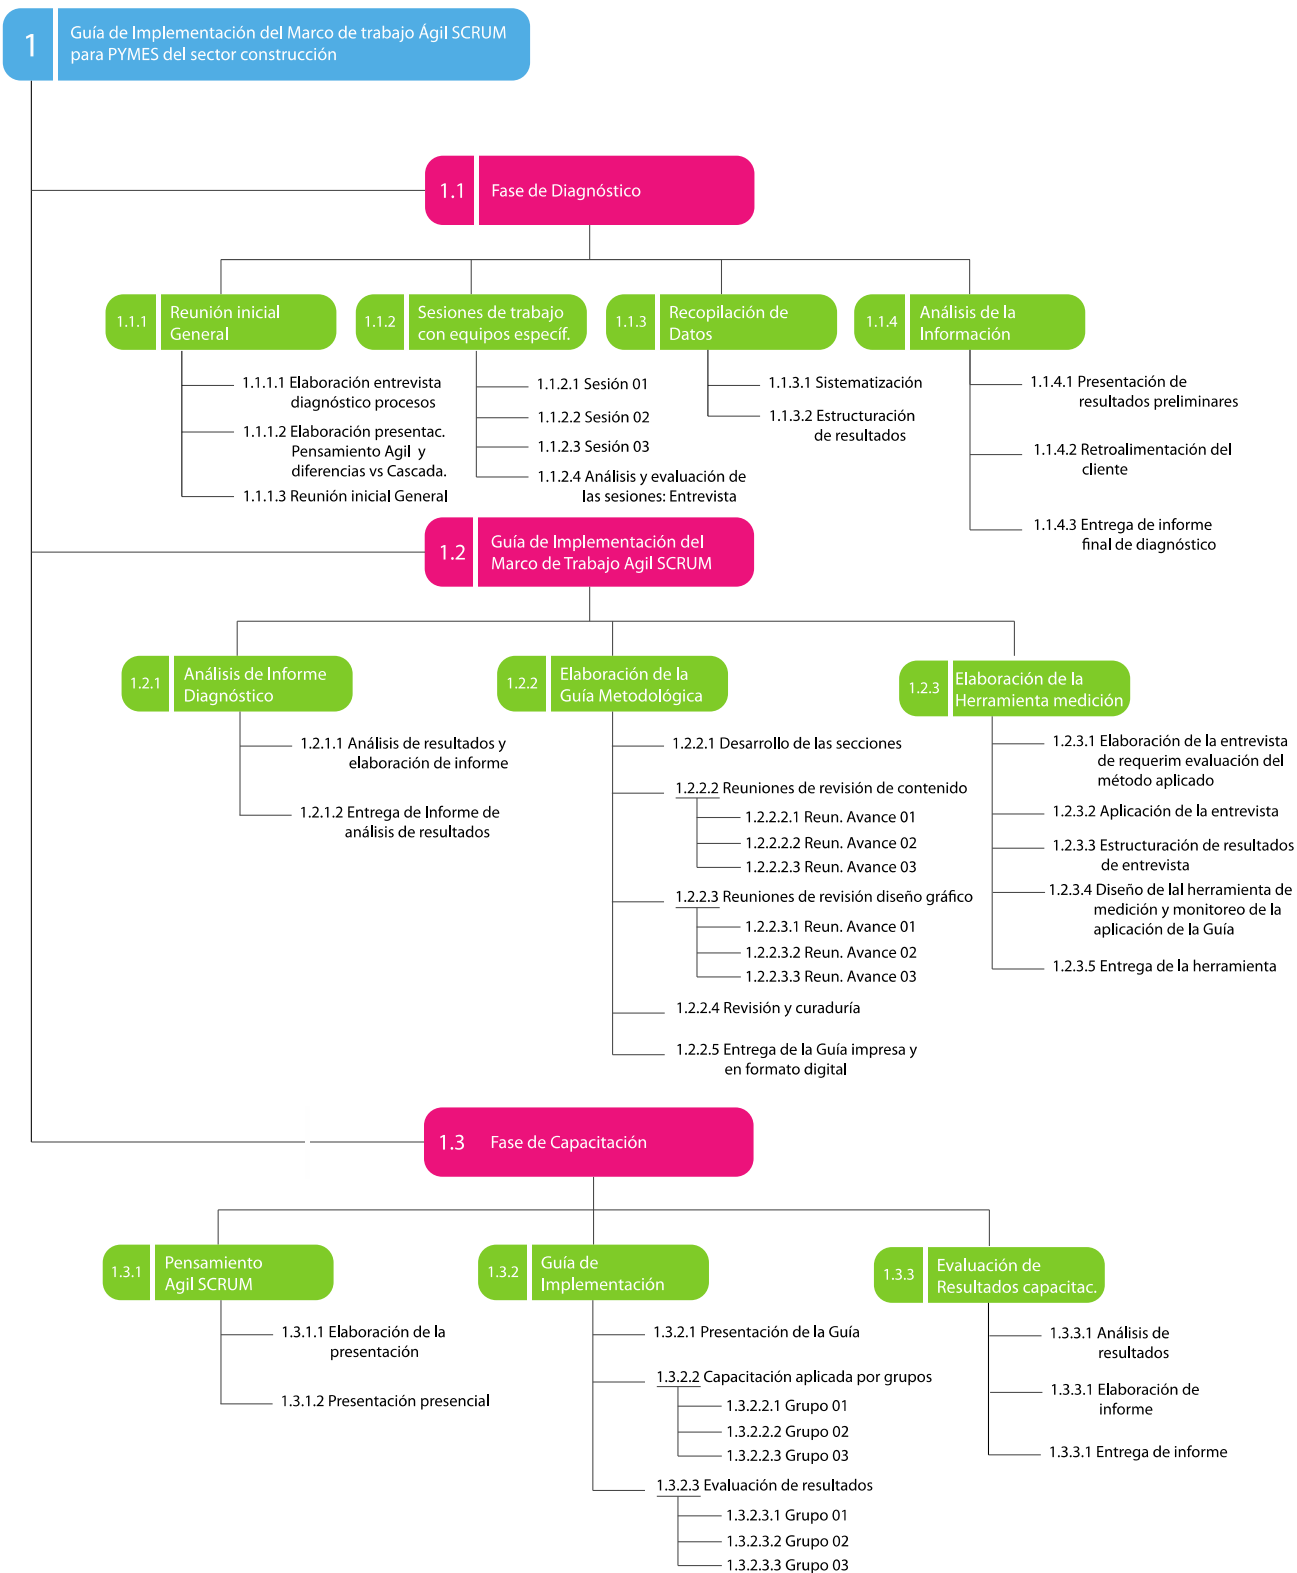 1
Guía de Implementación del Marco de trabajo Ágil SCRUM
para PYMES del sector construcción
1.1
Fase de Diagnóstico
1.1.1
Reunión inicial
General
1.1.1.1 Elaboración entrevista
diagnóstico procesos
1.1.1.2 Elaboración presentac.
Pensamiento Agil y
diferencias vs Cascada.
1.1.1.3 Reunión inicial General
1.1.2
Sesiones de trabajo
con equipos específ.
1.1.2.1 Sesión 01
1.1.2.2 Sesión 02
1.1.2.3 Sesión 03
1.1.2.4 Análisis y evaluación de
las sesiones: Entrevista
1.1.3
Recopilación de
Datos
1.1.3.1 Sistematización
1.1.3.2 Estructuración
de resultados
1.1.4
Análisis de la
Información
1.1.4.1 Presentación de
resultados preliminares
1.1.4.2 Retroalimentación del
cliente
1.1.4.3 Entrega de informe
final de diagnóstico
1.2
Guía de Implementación del
Marco de Trabajo Agil SCRUM
1.2.1
Análisis de Informe
Diagnóstico
1.2.1.1 Análisis de resultados y
elaboración de informe
1.2.1.2 Entrega de Informe de
análisis de resultados
1.2.2
Elaboración de la
Guía Metodológica
1.2.2.1 Desarrollo de las secciones
1.2.2.2 Reuniones de revisión de contenido
1.2.2.2.1 Reun. Avance 01
1.2.2.2.2 Reun. Avance 02
1.2.2.2.3 Reun. Avance 03
1.2.2.3 Reuniones de revisión diseño gráfico
1.2.2.3.1 Reun. Avance 01
1.2.2.3.2 Reun. Avance 02
1.2.2.3.3 Reun. Avance 03
1.2.2.4 Revisión y curaduría
1.2.2.5 Entrega de la Guía impresa y
en formato digital
1.2.3
Elaboración de la
Herramienta medición
1.2.3.1 Elaboración de la entrevista
de requerim evaluación del
método aplicado
1.2.3.2 Aplicación de la entrevista
1.2.3.3 Estructuración de resultados
de entrevista
1.2.3.4 Diseño de lal herramienta de
medición y monitoreo de la
aplicación de la Guía
1.2.3.5 Entrega de la herramienta
1.3
Fase de Capacitación
1.3.1
Pensamiento
Agil SCRUM
1.3.1.1 Elaboración de la
presentación
1.3.1.2 Presentación presencial
1.3.2
Guía de
Implementación
1.3.2.1 Presentación de la Guía
1.3.2.2 Capacitación aplicada por grupos
1.3.2.2.1 Grupo 01
1.3.2.2.2 Grupo 02
1.3.2.2.3 Grupo 03
1.3.2.3 Evaluación de resultados
1.3.2.3.1 Grupo 01
1.3.2.3.2 Grupo 02
1.3.2.3.3 Grupo 03
1.3.3
Evaluación de
Resultados capacitac.
1.3.3.1 Análisis de
resultados
1.3.3.1 Elaboración de
informe
1.3.3.1 Entrega de informe